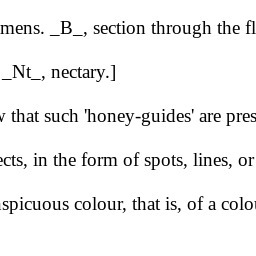 mens. _B_, section through the fl
_Nt_, nectary.]
that such 'honey-guides' are pres
ects, in the form of spots, lines, or
spicuous colour, that is, of a colou